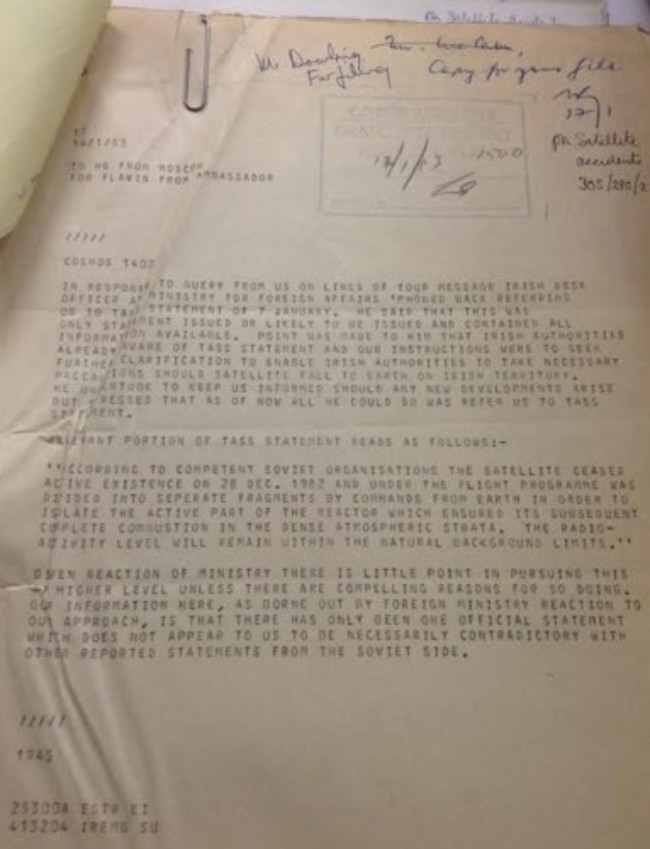 Mr Dowling
For filing
Copy for your file
PA Satellite
accidents
17
14/1/83
TO HQ FROM MOSCOW
FOR FLAVIN FROM AMBASSADOR
/////
COSMOS 1402
IN RESPONSE TO QUERY FROM US ON LINES OF YOUR MESSAGE IRISH DESK
OFFICER AT MINISTRY FOR FOREIGN AFFAIRS 'PHONED BACK REFERRING
US TO TASS STATEMENT OF 7 JANUARY. HE SAID THAT THIS WAS
ONLY STATEMENT ISSUED OR LIKELY TO BE ISSUED AND CONTAINED ALL
INFORMATION AVAILABLE. POINT WAS MADE TO HIM THAT IRISH AUTHORITIES
ALREADY AWARE OF TASS STATEMENT AND OUR INSTRUCTIONS WERE TO SEEK
FURTHER CLARIFICATION TO ENABLE IRISH AUTHORITIES TO TAKE NECESSARY
PRECAUTIONS SHOULD SATELLITE FALL TO EARTH ON IRISH TERRITORY.
HE UNDERTOOK TO KEEP US INFORMED SHOULD ANY NEW DEVELOPMENTS ARISE
BUT STRESSED THAT AS OF NOW ALL HE COULD DO WAS REFER US TO TASS
STATEMENT.
RELEVANT PORTION OF TASS STATEMENT READS AS FOLLOWS:-
''ACCORDING TO COMPETENT SOVIET ORGANISATIONS THE SATELLITE CEASED
ACTIVE EXISTENCE ON 28 DEC. 1982 AND UNDER THE FLIGHT PROGRAMME WAS
DIVIDED INTO SEPERATE FRAGMENTS BY COMMANDS FROM EARTH IN ORDER TO
ISOLATE THE ACTIVE PART OF THE REACTOR WHICH ENSURED ITS SUBSEQUENT
COMPLETE COMBUSTION IN THE DENSE ATMOSPHERIC STRATA. THE RADIO-
ACTIVITY LEVEL WILL REMAIN WITHIN THE NATURAL BACKGROUND LIMITS.''
GIVEN REACTION OF MINISTRY THERE IS LITTLE POINT IN PURSUING THIS
AT HIGHER LEVEL UNLESS THERE ARE COMPELLING REASONS FOR SO DOING.
OUR INFORMATION HERE, AS BORNE OUT BY FOREIGN MINISTRY REACTION TO
OUR APPROACH, IS THAT THERE HAS ONLY BEEN ONE OFFICIAL STATEMENT
WHICH DOES NOT APPEAR TO US TO BE NECESSARILY CONTRADICTORY WITH
OTHER REPORTED STATEMENTS FROM THE SOVIET SIDE.
/////
1945
25300A ESTR EI
413204 IREMB SU